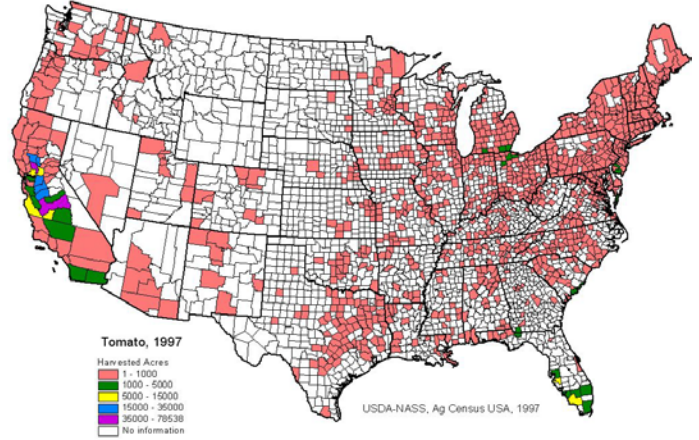 Tomato, 1997
Harvested Acres
1 - 1000
1000 - 5000
5000 - 15000
15000 - 35000
35000 - 78538
No information
USDA-NASS, Ag Census USA, 1997